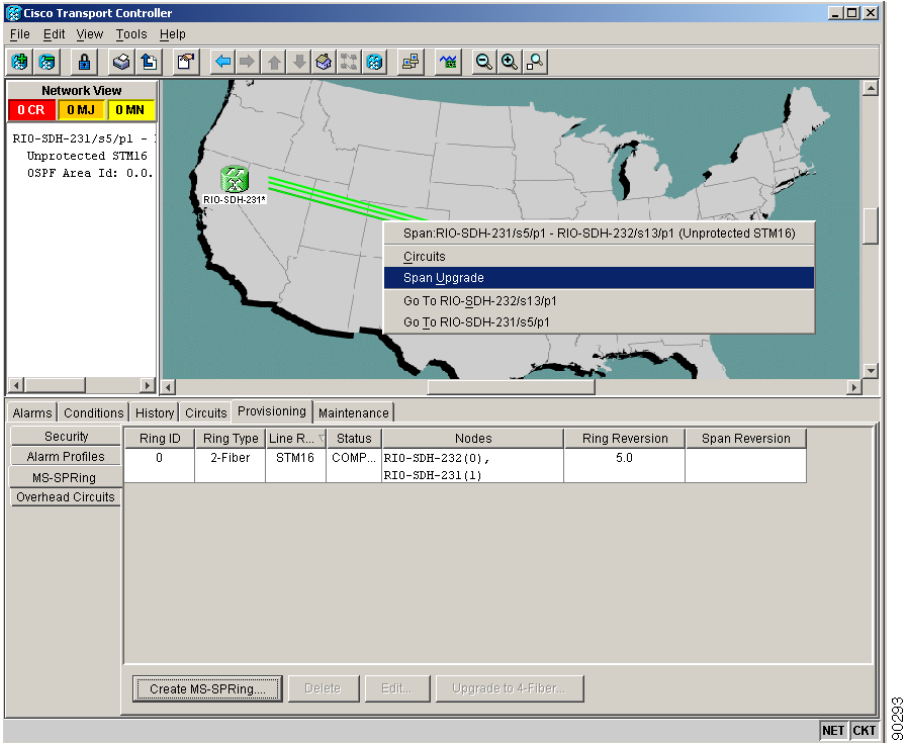 Cisco Transport Controller
File Edit View Tools Help
Network View
0 CR 0 MJ 0 MN
RIO-SDH-231/s5/p1 -
Unprotected STM16
OSPF Area Id: 0.0.
RIO-SDH-231*
Span:RIO-SDH-231/s5/p1 - RIO-SDH-232/s13/p1 (Unprotected STM16)
Circuits
Span Upgrade
Go To RIO-SDH-232/s13/p1
Go To RIO-SDH-231/s5/p1
Alarms Conditions History Circuits Provisioning Maintenance
Security
Alarm Profiles
MS-SPRing
Overhead Circuits
Ring ID Ring Type Line R... Status Nodes Ring Reversion Span Reversion
0 2-Fiber STM16 COMP... RIO-SDH-232(0), 5.0
RIO-SDH-231(1)
Create MS-SPRing.... Delete Edit... Upgrade to 4-Fiber...
NET CKT
90293